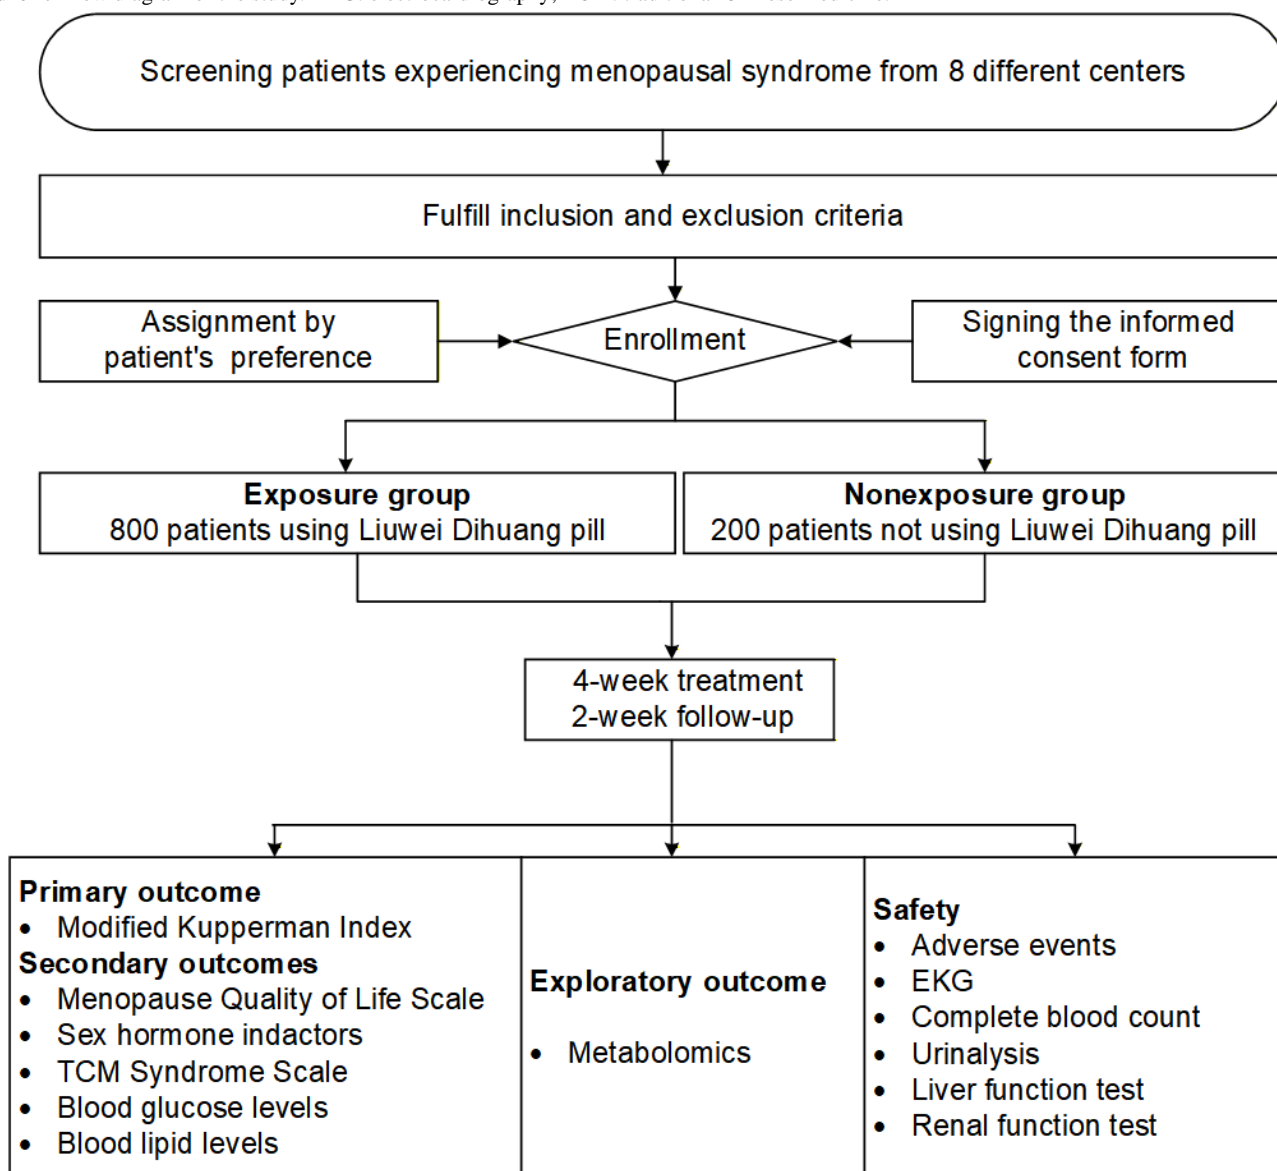 Screening patients experiencing menopausal syndrome from 8 different centers
Fulfill inclusion and exclusion criteria
Assignment by
patient's preference
Enrollment
Signing the informed
consent form
Exposure group
800 patients using Liuwei Dihuang pill
Nonexposure group
200 patients not using Liuwei Dihuang pill
4-week treatment
2-week follow-up
Primary outcome
• Modified Kupperman Index
Secondary outcomes
• Menopause Quality of Life Scale
• Sex hormone indactors
• TCM Syndrome Scale
• Blood glucose levels
• Blood lipid levels
Exploratory outcome
• Metabolomics
Safety
• Adverse events
• EKG
• Complete blood count
• Urinalysis
• Liver function test
• Renal function test